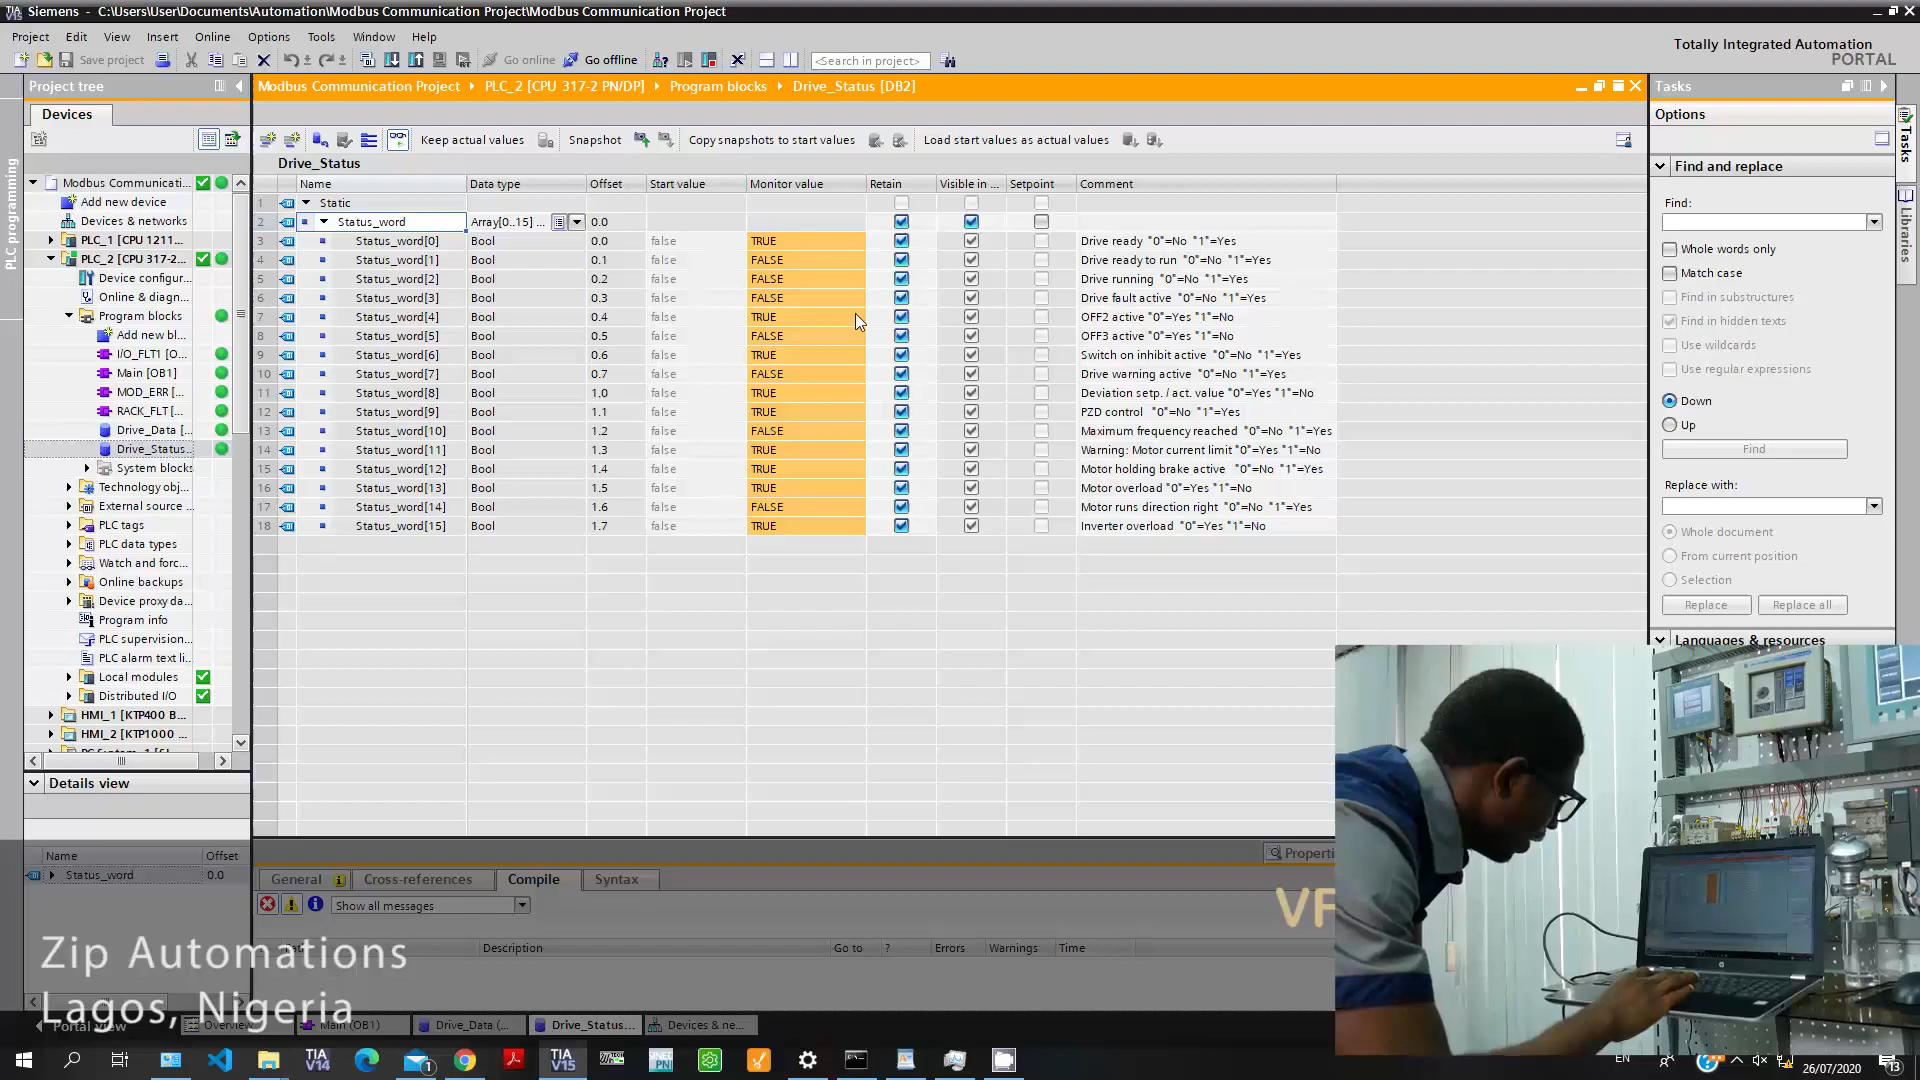 Siemens - C:\Users\User\Documents\Automation\Modbus Communication Project\Modbus Communication Project
Project Edit View Insert Online Options Tools Window Help
Totally Integrated Automation
PORTAL
Save project Go online Go offline <Search in project>
Project tree
Modbus Communication Project PLC_2 [CPU 317-2 PN/DP] Program blocks Drive_Status [DB2]
Tasks
Devices
Options
Keep actual values Snapshot Copy snapshots to start values Load start values as actual values
Find and replace
Drive_Status
Name Data type Offset Start value Monitor value Retain Visible in ... Setpoint Comment
1 Static
2 Status_word Array[0..15] ... 0.0
3 Status_word[0] Bool 0.0 false TRUE Drive ready "0"=No "1"=Yes
4 Status_word[1] Bool 0.1 false FALSE Drive ready to run "0"=No "1"=Yes
5 Status_word[2] Bool 0.2 false FALSE Drive running "0"=No "1"=Yes
6 Status_word[3] Bool 0.3 false FALSE Drive fault active "0"=No "1"=Yes
7 Status_word[4] Bool 0.4 false TRUE OFF2 active "0"=Yes "1"=No
8 Status_word[5] Bool 0.5 false FALSE OFF3 active "0"=Yes "1"=No
9 Status_word[6] Bool 0.6 false TRUE Switch on inhibit active "0"=No "1"=Yes
10 Status_word[7] Bool 0.7 false FALSE Drive warning active "0"=No "1"=Yes
11 Status_word[8] Bool 1.0 false TRUE Deviation setp. / act. value "0"=Yes "1"=No
12 Status_word[9] Bool 1.1 false TRUE PZD control "0"=No "1"=Yes
13 Status_word[10] Bool 1.2 false FALSE Maximum frequency reached "0"=No "1"=Yes
14 Status_word[11] Bool 1.3 false TRUE Warning: Motor current limit "0"=Yes "1"=No
15 Status_word[12] Bool 1.4 false TRUE Motor holding brake active "0"=No "1"=Yes
16 Status_word[13] Bool 1.5 false TRUE Motor overload "0"=Yes "1"=No
17 Status_word[14] Bool 1.6 false FALSE Motor runs direction right "0"=No "1"=Yes
18 Status_word[15] Bool 1.7 false TRUE Inverter overload "0"=Yes "1"=No
PLC programming
Modbus Communicati...
Add new device
Devices & networks
PLC_1 [CPU 1211...
PLC_2 [CPU 317-2...
Device configur...
Online & diagn...
Program blocks
Add new bl...
I/O_FLT1 [O...
Main [OB1]
MOD_ERR [...
RACK_FLT [...
Drive_Data [...
Drive_Status...
System blocks
Technology obj...
External source ...
PLC tags
PLC data types
Watch and forc...
Online backups
Device proxy da...
Program info
PLC supervision...
PLC alarm text li...
Local modules
Distributed I/O
HMI_1 [KTP400 B...
HMI_2 [KTP1000 ...
Details view
Name Offset
Status_word 0.0
Find:
Whole words only
Match case
Find in substructures
Find in hidden texts
Use wildcards
Use regular expressions
Down
Up
Find
Replace with:
Whole document
From current position
Selection
Replace Replace all
Languages & resources
Tasks
Libraries
Properti
General Cross-references Compile Syntax
Show all messages
Description Go to ? Errors Warnings Time
VF
Zip Automations
Lagos, Nigeria
Portal view Overview Main (OB1) Drive_Data (... Drive_Status... Devices & ne...
TIA V14 TIA V15
EN
26/07/2020
13